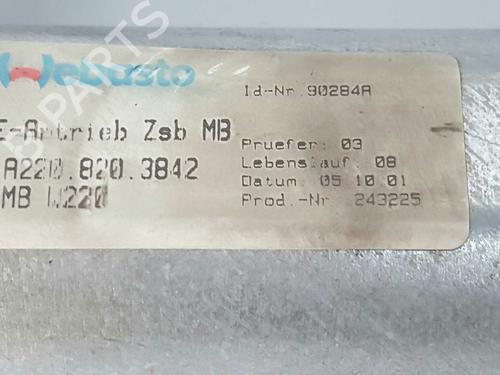 Webasto
E-Antrieb Zsb MB
A220.820.3842
MB W220
Id-Nr. 90284A
Pruefer: 03
Lebenslauf: 08
Datum: 05.10.01
Prod.-Nr. 243225
B-PARTS